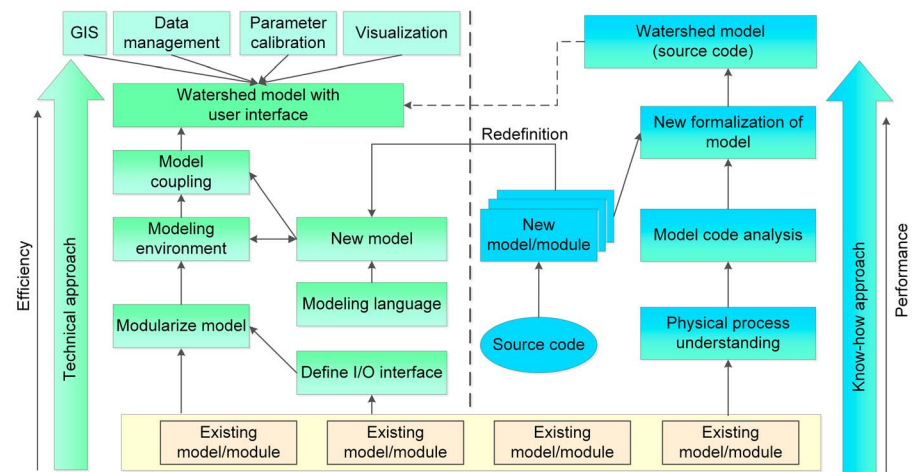 GIS
Data
management
Parameter
calibration
Visualization
Watershed model with
user interface
Model
coupling
Modeling
environment
New model
Modularize model
Modeling language
Define I/O interface
Efficiency
Technical approach
Redefinition
Watershed model
(source code)
New formalization of
model
New
model/module
Model code analysis
Source code
Physical process
understanding
Know-how approach
Performance
Existing
model/module
Existing
model/module
Existing
model/module
Existing
model/module